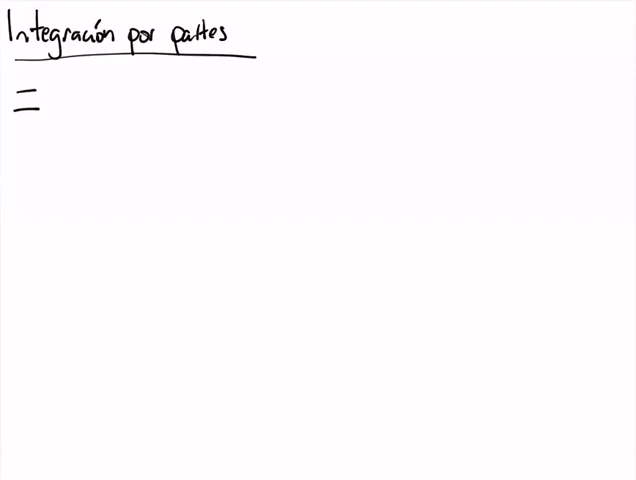 Integración por partes
=